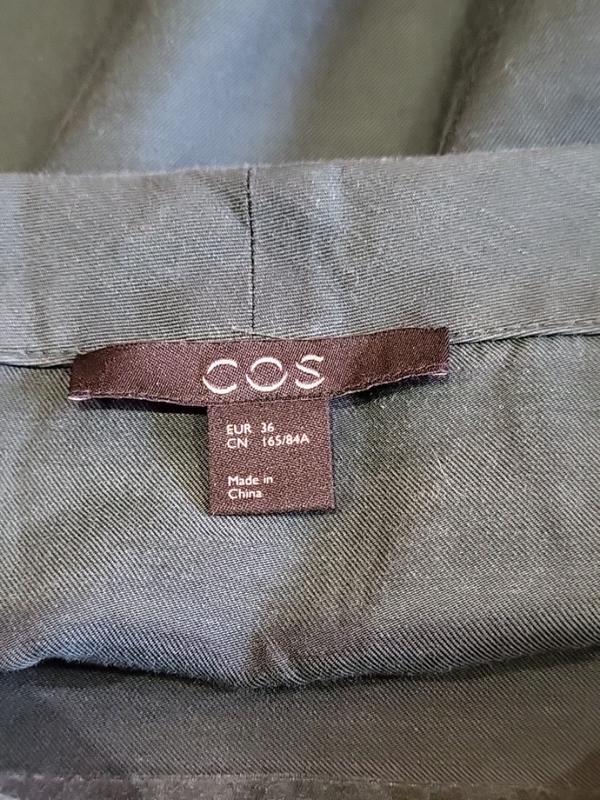 COS
EUR 36
CN 165/84A
Made in
China